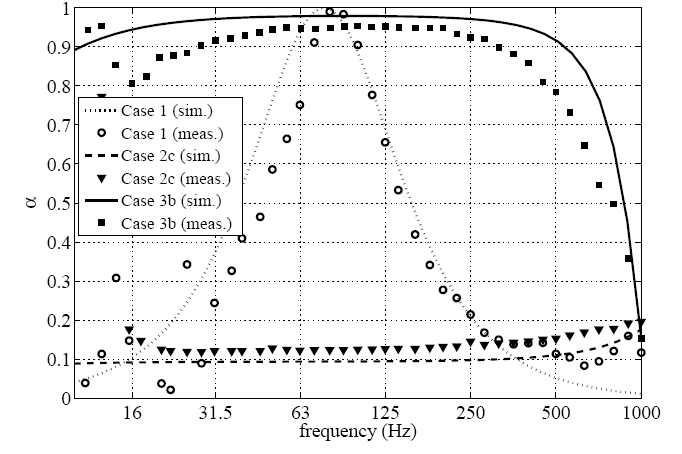 1
0.9
0.8
0.7
0.6
0.5
0.4
0.3
0.2
0.1
0
α
Case 1 (sim.)
Case 1 (meas.)
Case 2c (sim.)
Case 2c (meas.)
Case 3b (sim.)
Case 3b (meas.)
16 31.5 63 125 250 500 1000
frequency (Hz)